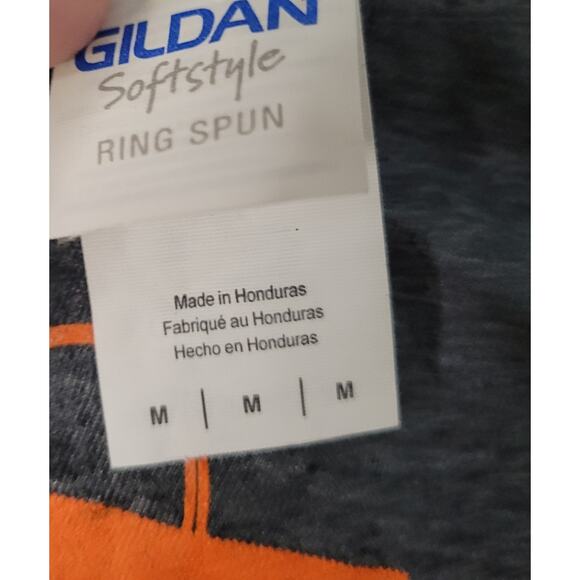 GILDAN
Softstyle
RING SPUN
Made in Honduras
Fabriqué au Honduras
Hecho en Honduras
M | M | M